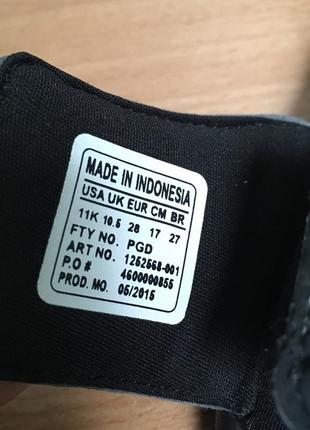 MADE IN INDONESIA
USA UK EUR CM BR
11K 10.5 28 17 27
FTY NO. PGD
ART NO. 1252568-001
P.O # 4600000855
PROD. MO. 05/2015